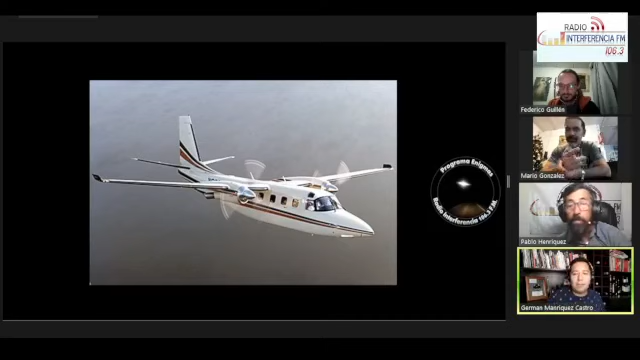 RADIO
INTERFERENCIA FM
106.3
Federico Guillén
Mario Gonzalez
Programa Enigmas
Radio Interferencia 106.3 FM
Pablo Henriquez
German Manriquez Castro